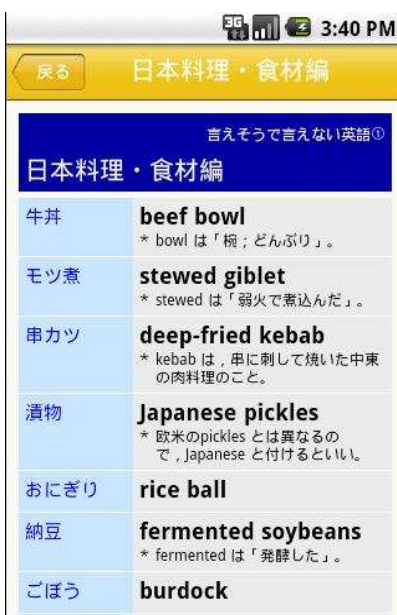 3G 3:40 PM
戻る 日本料理・食材編
言えそうで言えない英語①
日本料理・食材編
牛丼 beef bowl
* bowl は「椀；どんぶり」。
モツ煮 stewed giblet
* stewed は「弱火で煮込んだ」。
串カツ deep-fried kebab
* kebab は，串に刺して焼いた中東
の肉料理のこと。
漬物 Japanese pickles
* 欧米のpickles とは異なるの
で，Japanese と付けるといい。
おにぎり rice ball
納豆 fermented soybeans
* fermented は「発酵した」。
ごぼう burdock